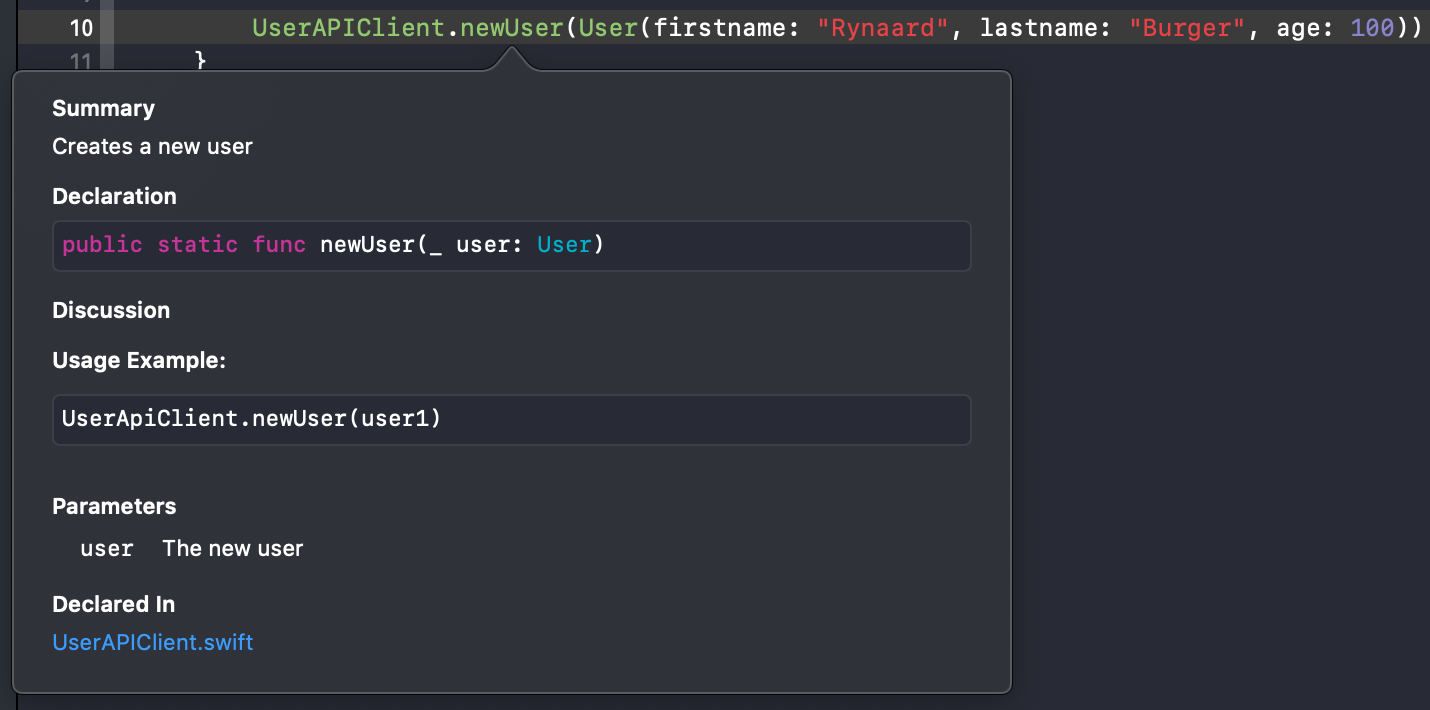 10 UserAPIClient.newUser(User(firstname: "Rynaard", lastname: "Burger", age: 100))
11 }
Summary
Creates a new user
Declaration
public static func newUser(_ user: User)
Discussion
Usage Example:
UserApiClient.newUser(user1)
Parameters
user The new user
Declared In
UserAPIClient.swift